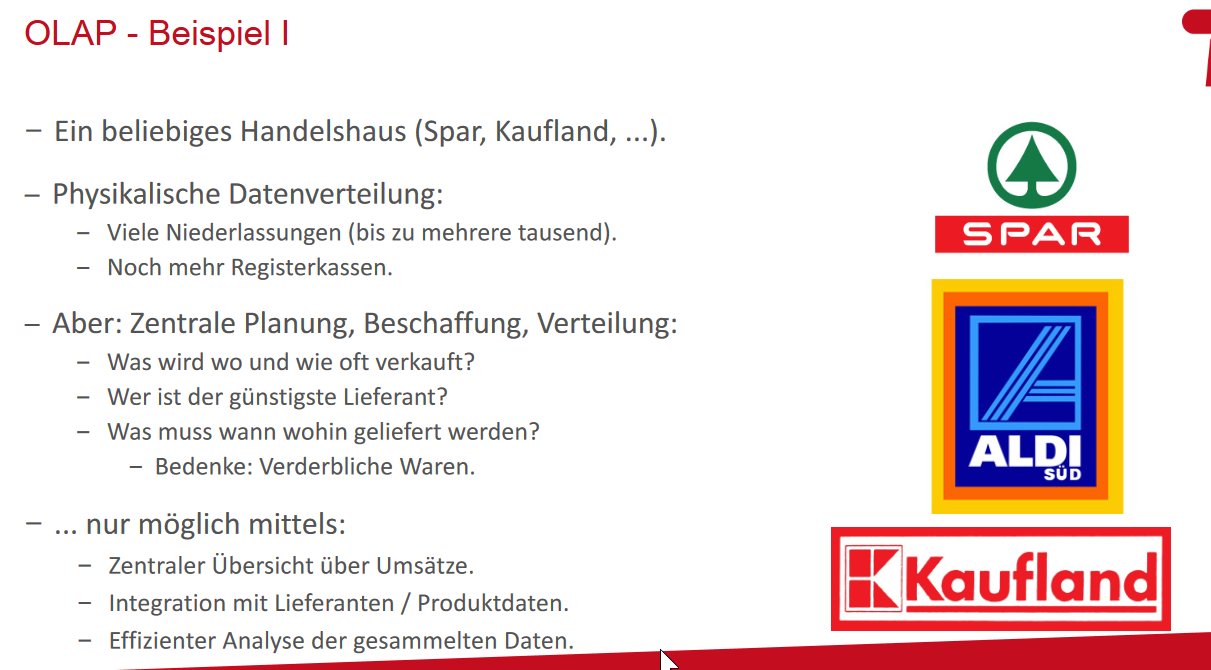 OLAP - Beispiel I
– Ein beliebiges Handelshaus (Spar, Kaufland, ...).
– Physikalische Datenverteilung:
– Viele Niederlassungen (bis zu mehrere tausend).
– Noch mehr Registerkassen.
– Aber: Zentrale Planung, Beschaffung, Verteilung:
– Was wird wo und wie oft verkauft?
– Wer ist der günstigste Lieferant?
– Was muss wann wohin geliefert werden?
– Bedenke: Verderbliche Waren.
– ... nur möglich mittels:
– Zentraler Übersicht über Umsätze.
– Integration mit Lieferanten / Produktdaten.
– Effizienter Analyse der gesammelten Daten.
SPAR
ALDI
SÜD
Kaufland